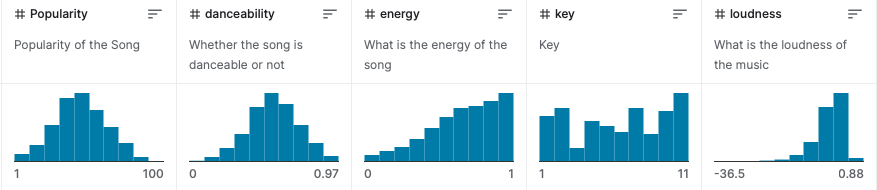 # Popularity
Popularity of the Song
1 100
# danceability
Whether the song is
danceable or not
0 0.97
# energy
What is the energy of the
song
0 1
# key
Key
1 11
# loudness
What is the loudness of
the music
-36.5 0.88